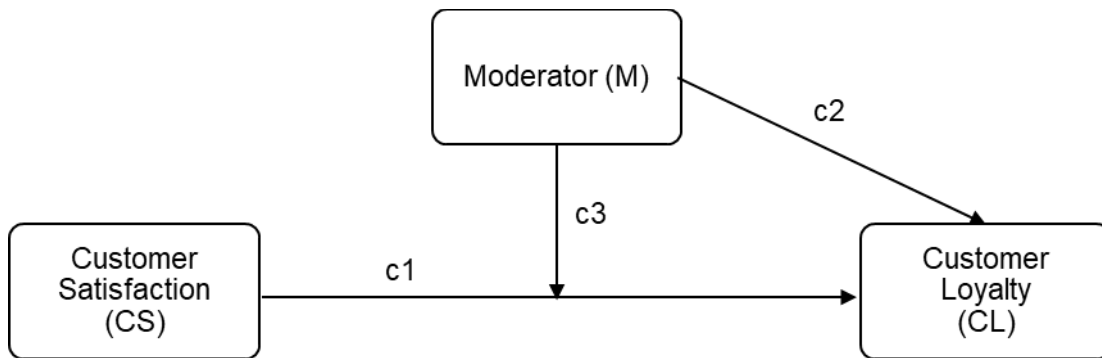 Moderator (M)
c2
c3
Customer
Satisfaction
(CS)
c1
Customer
Loyalty
(CL)